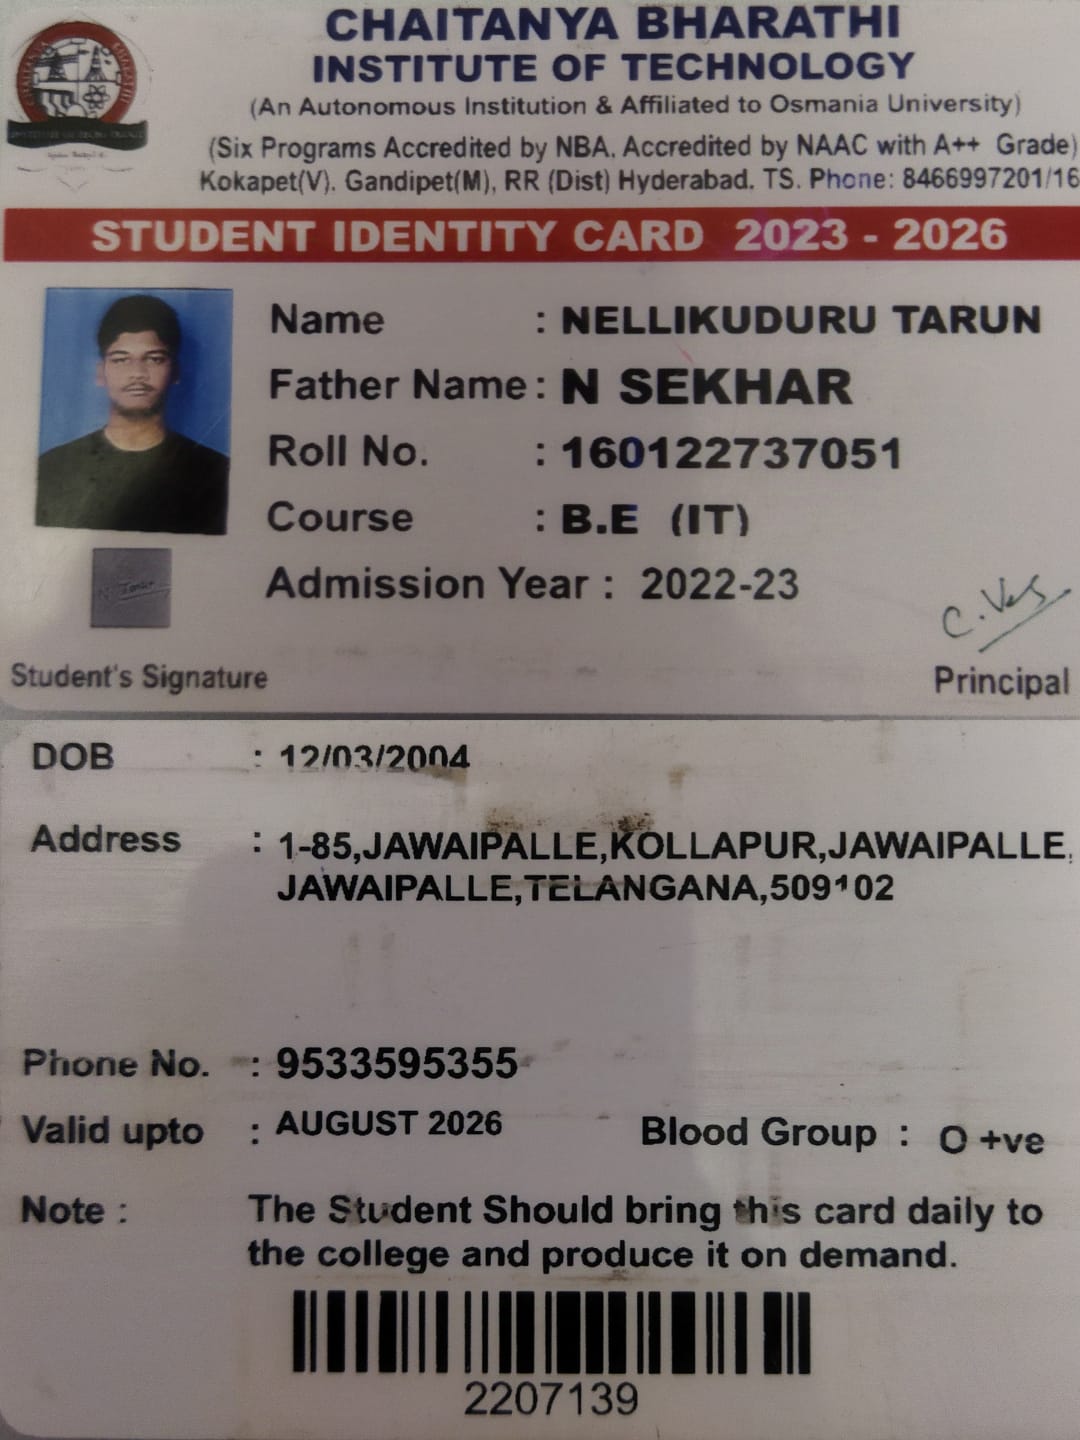 CHAITANYA BHARATHI
INSTITUTE OF TECHNOLOGY
(An Autonomous Institution & Affiliated to Osmania University)
(Six Programs Accredited by NBA. Accredited by NAAC with A++ Grade)
Kokapet(V). Gandipet(M), RR (Dist) Hyderabad. TS. Phone: 8466997201/16
STUDENT IDENTITY CARD 2023 - 2026
Name : NELLIKUDURU TARUN
Father Name : N SEKHAR
Roll No. : 160122737051
Course : B.E (IT)
Admission Year : 2022-23
Student's Signature
Principal
DOB : 12/03/2004
Address : 1-85,JAWAIPALLE,KOLLAPUR,JAWAIPALLE,
JAWAIPALLE,TELANGANA,509102
Phone No. : 9533595355
Valid upto : AUGUST 2026 Blood Group : O +ve
Note : The Student Should bring this card daily to
the college and produce it on demand.
2207139